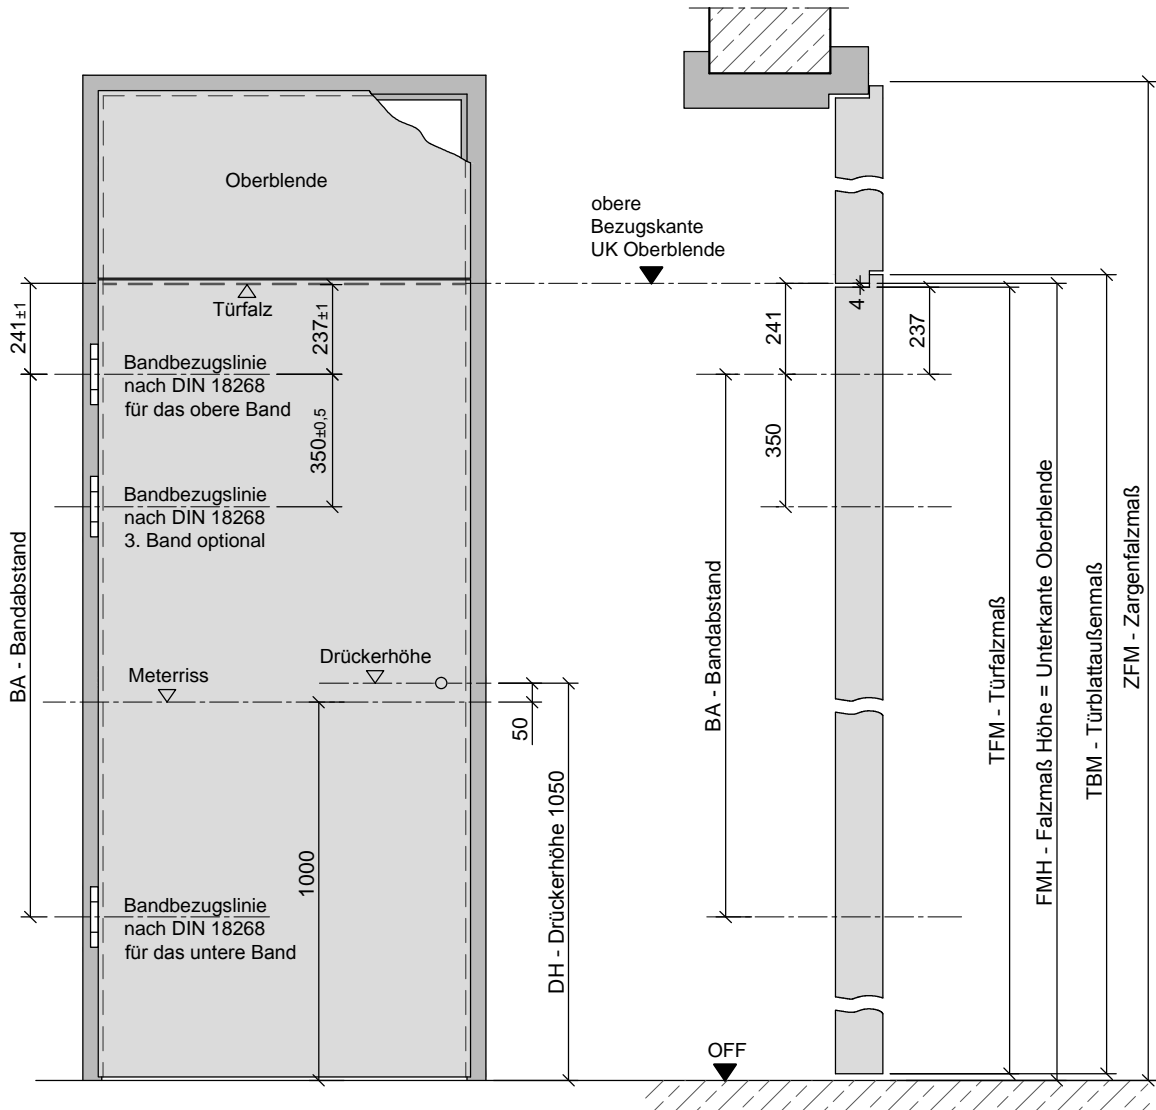 Oberblende
obere
Bezugskante
UK Oberblende
Türfalz
241±1
237±1
241
4
237
Bandbezugslinie
nach DIN 18268
für das obere Band
350±0,5
350
Bandbezugslinie
nach DIN 18268
3. Band optional
BA - Bandabstand
BA - Bandabstand
Meterriss
Drückerhöhe
50
1000
DH - Drückerhöhe 1050
TFM - Türfalzmaß
FMH - Falzmaß Höhe = Unterkante Oberblende
TBM - Türblattaußenmaß
ZFM - Zargenfalzmaß
Bandbezugslinie
nach DIN 18268
für das untere Band
OFF